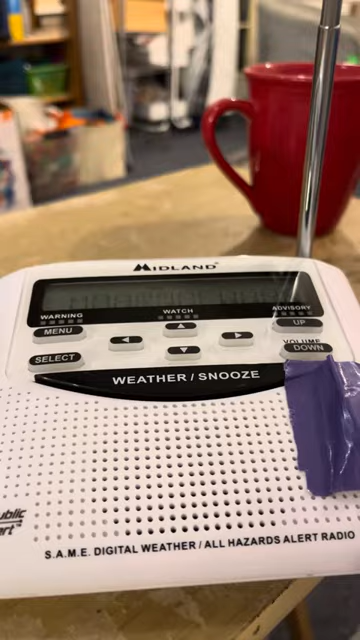 MIDLAND
WARNING
WATCH
ADVISORY
MENU
UP
VOLUME
SELECT
DOWN
WEATHER / SNOOZE
S.A.M.E. DIGITAL WEATHER / ALL HAZARDS ALERT RADIO